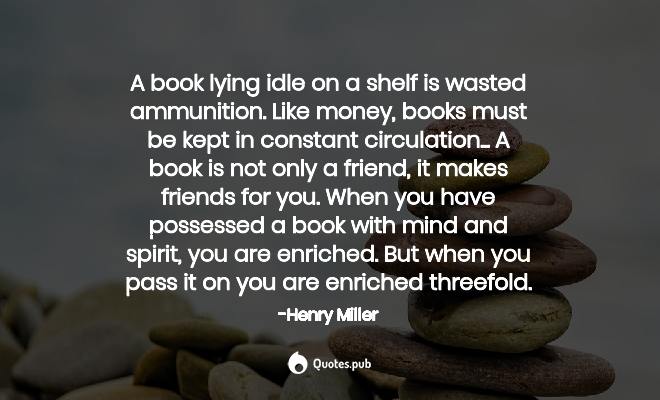 A book lying idle on a shelf is wasted
ammunition. Like money, books must
be kept in constant circulation... A
book is not only a friend, it makes
friends for you. When you have
possessed a book with mind and
spirit, you are enriched. But when you
pass it on you are enriched threefold.
-Henry Miller
Quotes.pub